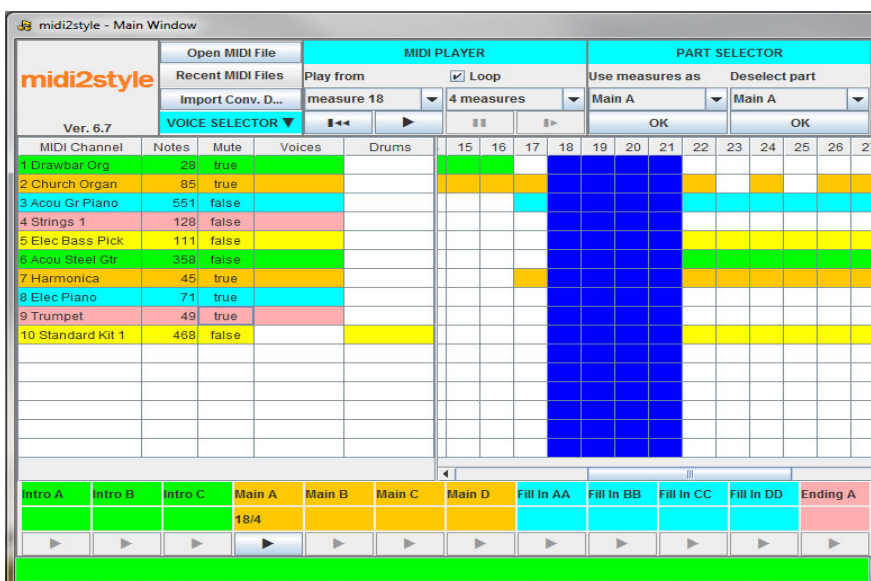 midi2style - Main Window
Open MIDI File MIDI PLAYER PART SELECTOR
midi2style Recent MIDI Files Play from Loop Use measures as Deselect part
Import Conv. D... measure 18 4 measures Main A Main A
Ver. 6.7 VOICE SELECTOR OK OK
MIDI Channel Notes Mute Voices Drums 15 16 17 18 19 20 21 22 23 24 25 26
1 Drawbar Org 28 true
2 Church Organ 85 true
3 Acou Gr Piano 551 false
4 Strings 1 128 false
5 Elec Bass Pick 111 false
6 Acou Steel Gtr 358 false
7 Harmonica 45 true
8 Elec Piano 71 true
9 Trumpet 49 true
10 Standard Kit 1 468 false
Intro A Intro B Intro C Main A Main B Main C Main D Fill In AA Fill In BB Fill In CC Fill In DD Ending A
18/4